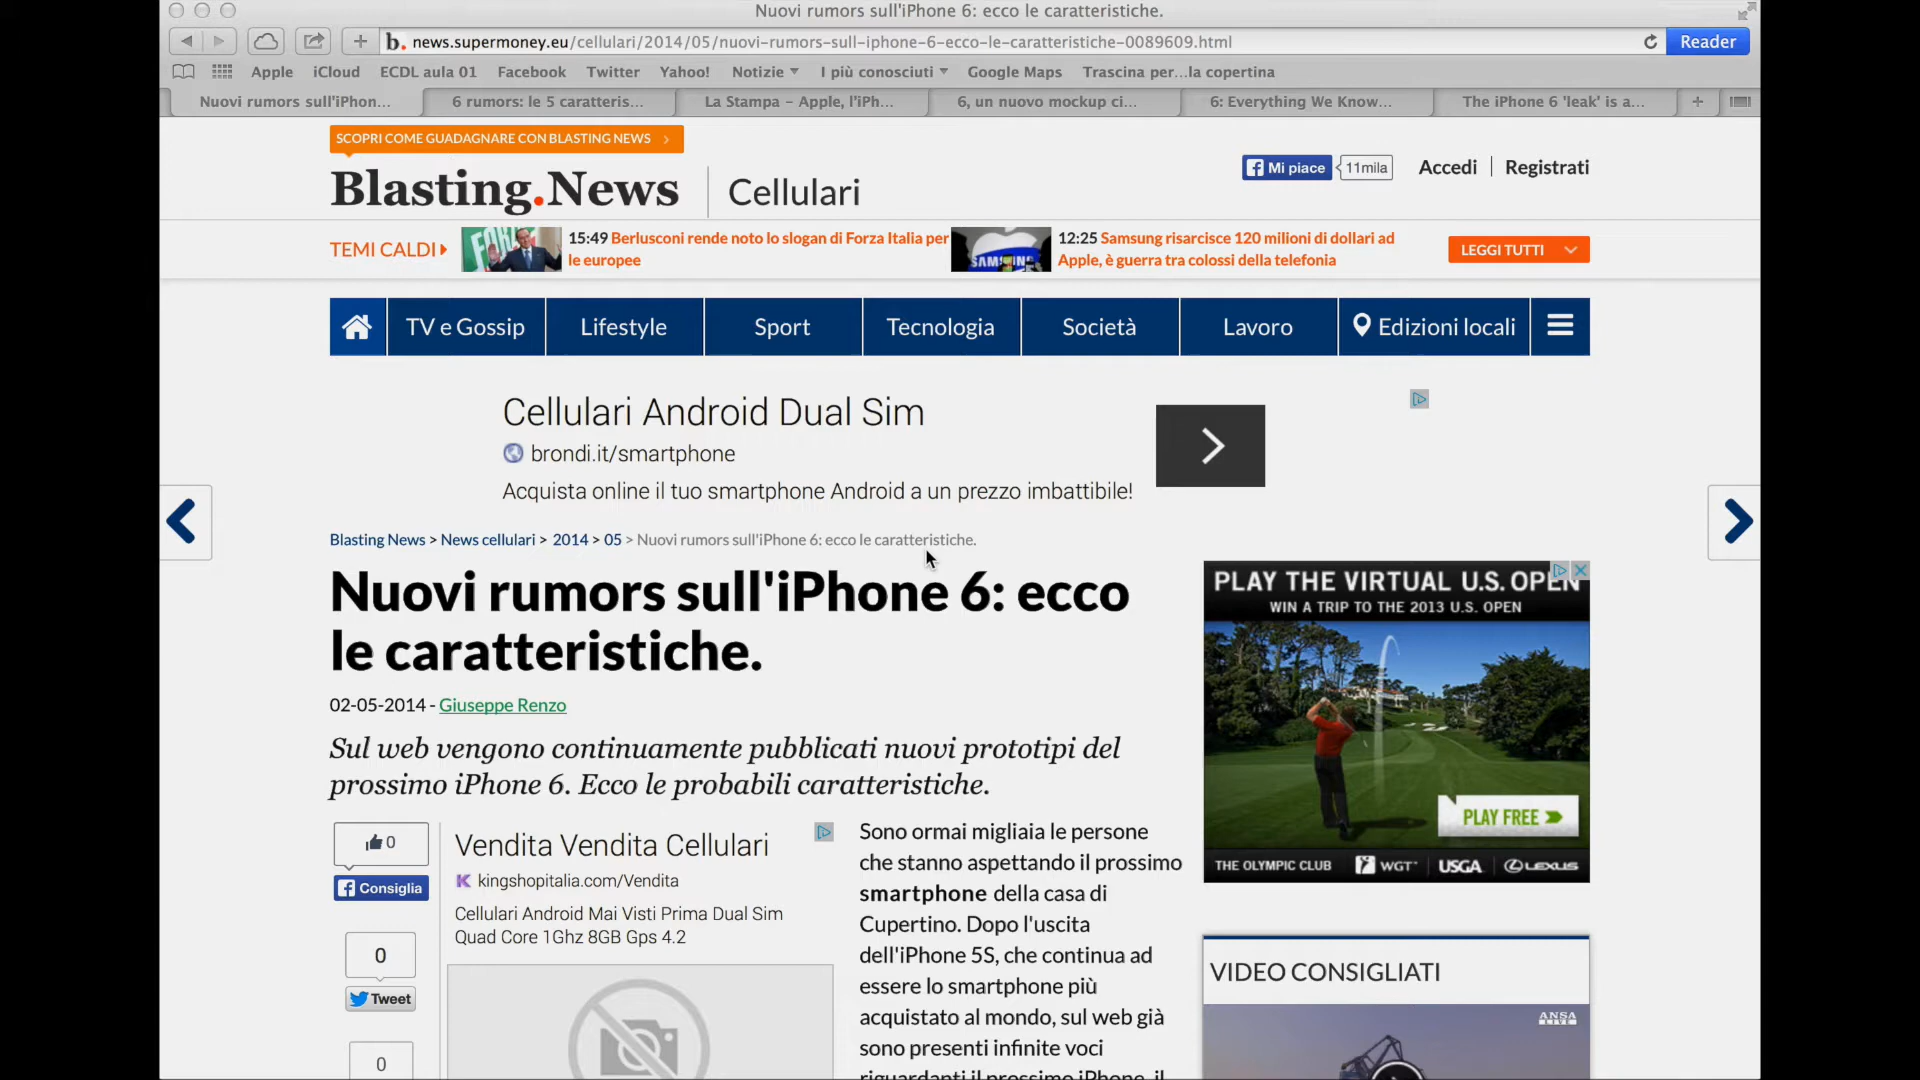 Nuovi rumors sull'iPhone 6: ecco le caratteristiche.
b. news.supermoney.eu/cellulari/2014/05/nuovi-rumors-sull-iphone-6-ecco-le-caratteristiche-0089609.html
Reader
Apple iCloud ECDL aula 01 Facebook Twitter Yahoo! Notizie I più conosciuti Google Maps Trascina per...la copertina
Nuovi rumors sull'iPhon... 6 rumors: le 5 caratteris... La Stampa - Apple, l'iPh... 6, un nuovo mockup ci... 6: Everything We Know... The iPhone 6 'leak' is a...
SCOPRI COME GUADAGNARE CON BLASTING NEWS
Blasting.News Cellulari
Mi piace 11mila Accedi Registrati
TEMI CALDI
15:49 Berlusconi rende noto lo slogan di Forza Italia per
le europee
SAMSUNG
12:25 Samsung risarcisce 120 milioni di dollari ad
Apple, è guerra tra colossi della telefonia
LEGGI TUTTI
TV e Gossip Lifestyle Sport Tecnologia Società Lavoro Edizioni locali
Cellulari Android Dual Sim
brondi.it/smartphone
Acquista online il tuo smartphone Android a un prezzo imbattibile!
Blasting News > News cellulari > 2014 > 05 > Nuovi rumors sull'iPhone 6: ecco le caratteristiche.
Nuovi rumors sull'iPhone 6: ecco
le caratteristiche.
02-05-2014 - Giuseppe Renzo
Sul web vengono continuamente pubblicati nuovi prototipi del
prossimo iPhone 6. Ecco le probabili caratteristiche.
0
Consiglia
0
Tweet
0
Vendita Vendita Cellulari
kingshopitalia.com/Vendita
Cellulari Android Mai Visti Prima Dual Sim
Quad Core 1Ghz 8GB Gps 4.2
Sono ormai migliaia le persone
che stanno aspettando il prossimo
smartphone della casa di
Cupertino. Dopo l'uscita
dell'iPhone 5S, che continua ad
essere lo smartphone più
acquistato al mondo, sul web già
sono presenti infinite voci
riguardanti il prossimo iPhone, il
PLAY THE VIRTUAL U.S. OPEN
WIN A TRIP TO THE 2013 U.S. OPEN
PLAY FREE
THE OLYMPIC CLUB WGT USGA LEXUS
VIDEO CONSIGLIATI
ANSA
LIVE